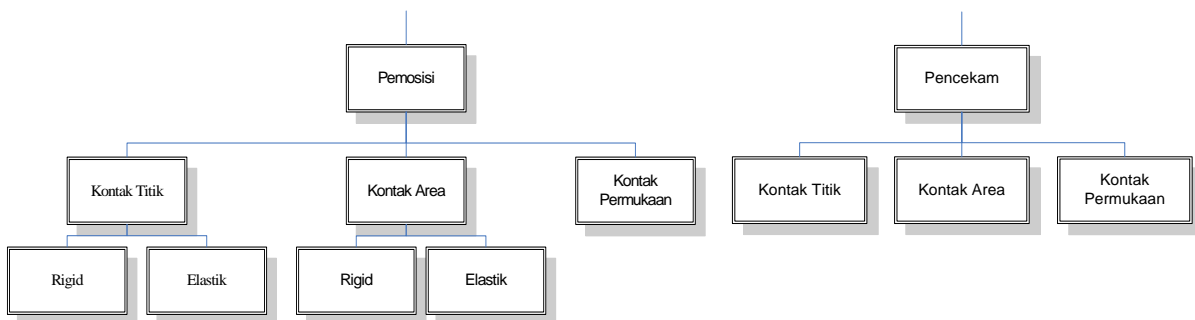 Pemosisi
Pencekam
Kontak Titik
Kontak Area
Kontak
Permukaan
Kontak Titik
Kontak Area
Kontak
Permukaan
Rigid
Elastik
Rigid
Elastik